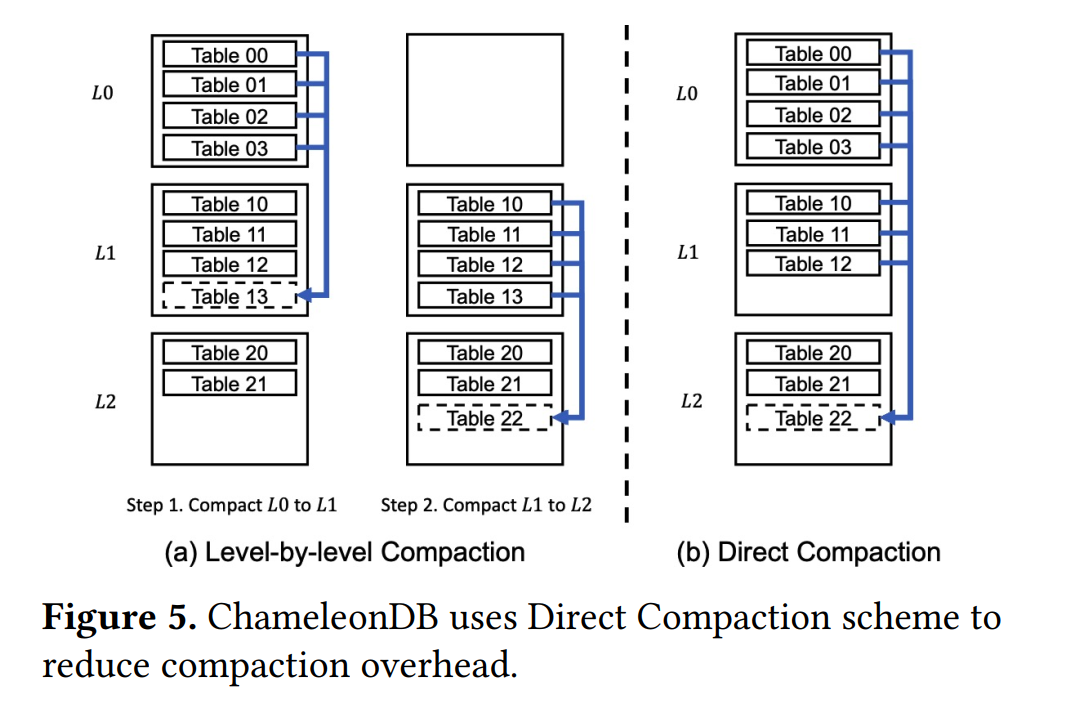 L0
Table 00
Table 01
Table 02
Table 03
L1
Table 10
Table 11
Table 12
Table 13
L2
Table 20
Table 21
Step 1. Compact L0 to L1
Table 10
Table 11
Table 12
Table 13
Table 20
Table 21
Table 22
Step 2. Compact L1 to L2
(a) Level-by-level Compaction
L0
Table 00
Table 01
Table 02
Table 03
L1
Table 10
Table 11
Table 12
L2
Table 20
Table 21
Table 22
(b) Direct Compaction
Figure 5. ChameleonDB uses Direct Compaction scheme to
reduce compaction overhead.